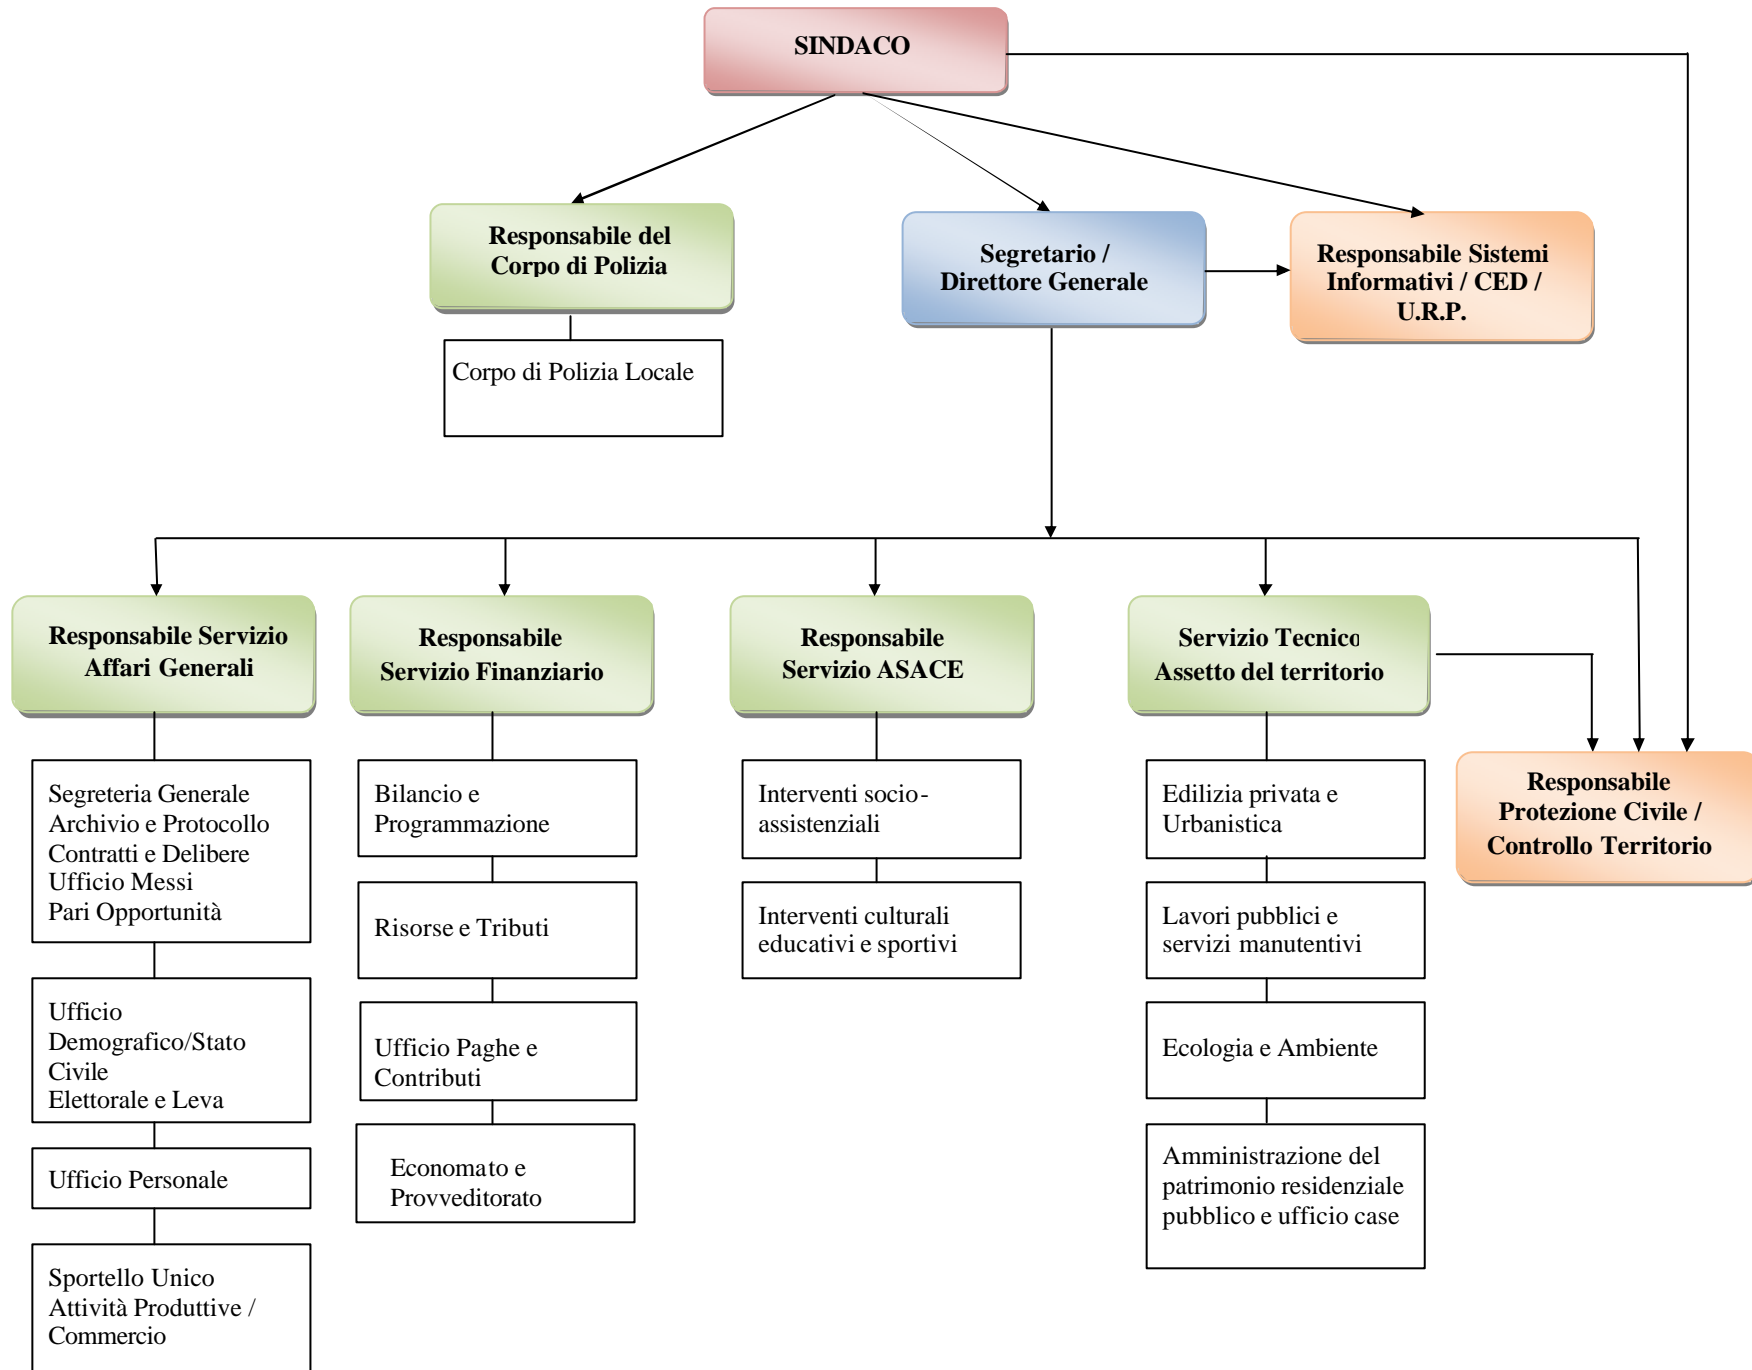 SINDACO
Responsabile del
Corpo di Polizia
Segretario /
Direttore Generale
Responsabile Sistemi
Informativi / CED /
U.R.P.
Corpo di Polizia Locale
Responsabile Servizio
Affari Generali
Responsabile
Servizio Finanziario
Responsabile
Servizio ASACE
Servizio Tecnico
Assetto del territorio
Responsabile
Protezione Civile /
Controllo Territorio
Segreteria Generale
Archivio e Protocollo
Contratti e Delibere
Ufficio Messi
Pari Opportunità
Ufficio
Demografico/Stato
Civile
Elettorale e Leva
Ufficio Personale
Sportello Unico
Attività Produttive /
Commercio
Bilancio e
Programmazione
Risorse e Tributi
Ufficio Paghe e
Contributi
Economato e
Provveditorato
Interventi socio-
assistenziali
Interventi culturali
educativi e sportivi
Edilizia privata e
Urbanistica
Lavori pubblici e
servizi manutentivi
Ecologia e Ambiente
Amministrazione del
patrimonio residenziale
pubblico e ufficio case